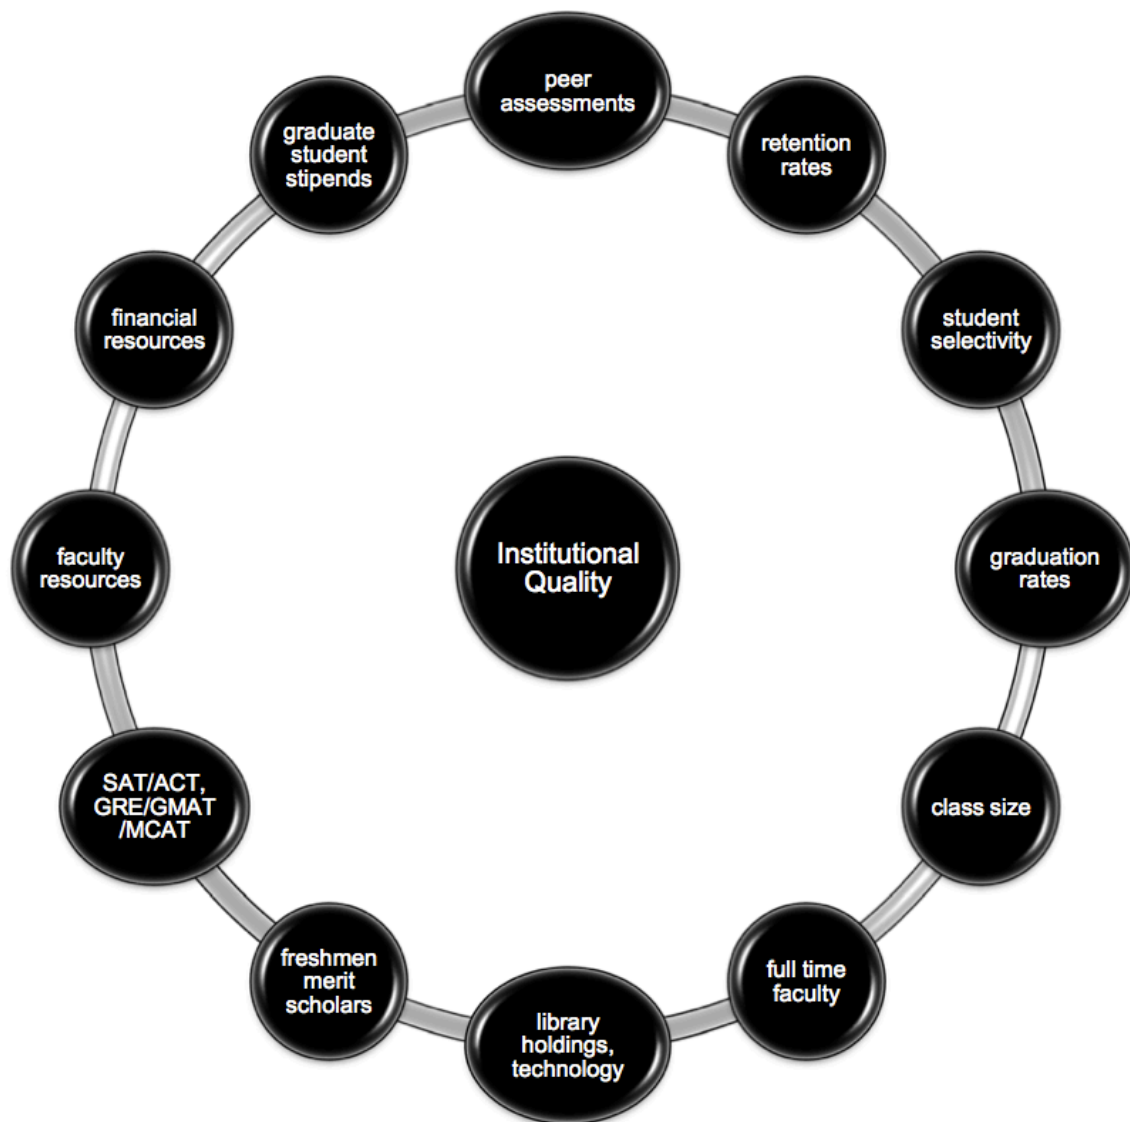 peer
assessments
retention
rates
student
selectivity
graduation
rates
class size
full time
faculty
library
holdings,
technology
freshmen
merit
scholars
SAT/ACT,
GRE/GMAT
/MCAT
faculty
resources
financial
resources
graduate
student
stipends
Institutional
Quality